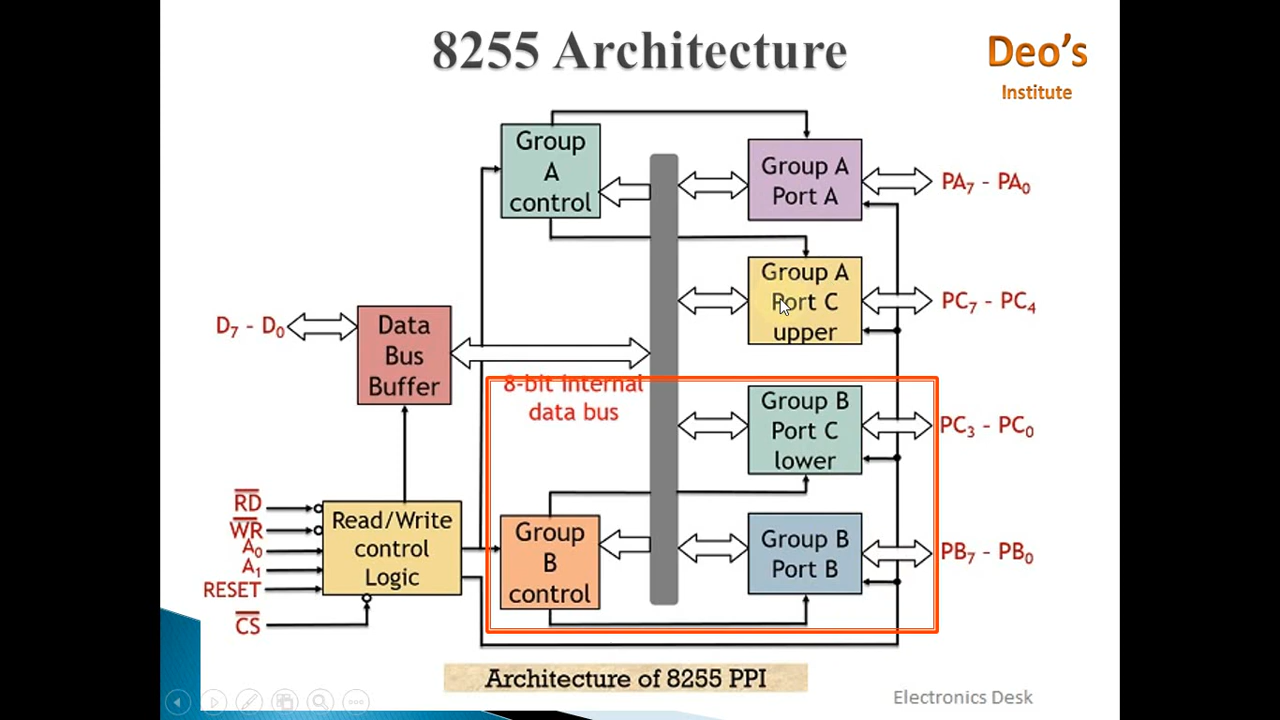 8255 Architecture
Deo's
Institute
Group
A
control
Group A
Port A
PA7 - PA0
Group A
Port C
upper
PC7 - PC4
D7 - D0
Data
Bus
Buffer
8-bit internal
data bus
Group B
Port C
lower
PC3 - PC0
RD
WR
A0
A1
RESET
CS
Read/Write
control
Logic
Group
B
control
Group B
Port B
PB7 - PB0
Architecture of 8255 PPI
Electronics Desk